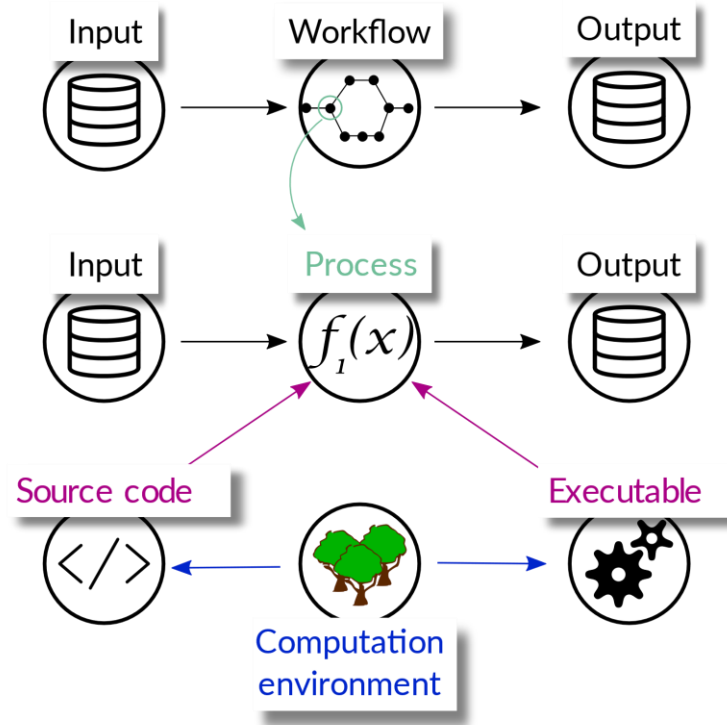 Input
Workflow
Output
Input
Process
Output
f₁(x)
Source code
Executable
</>
Computation
environment